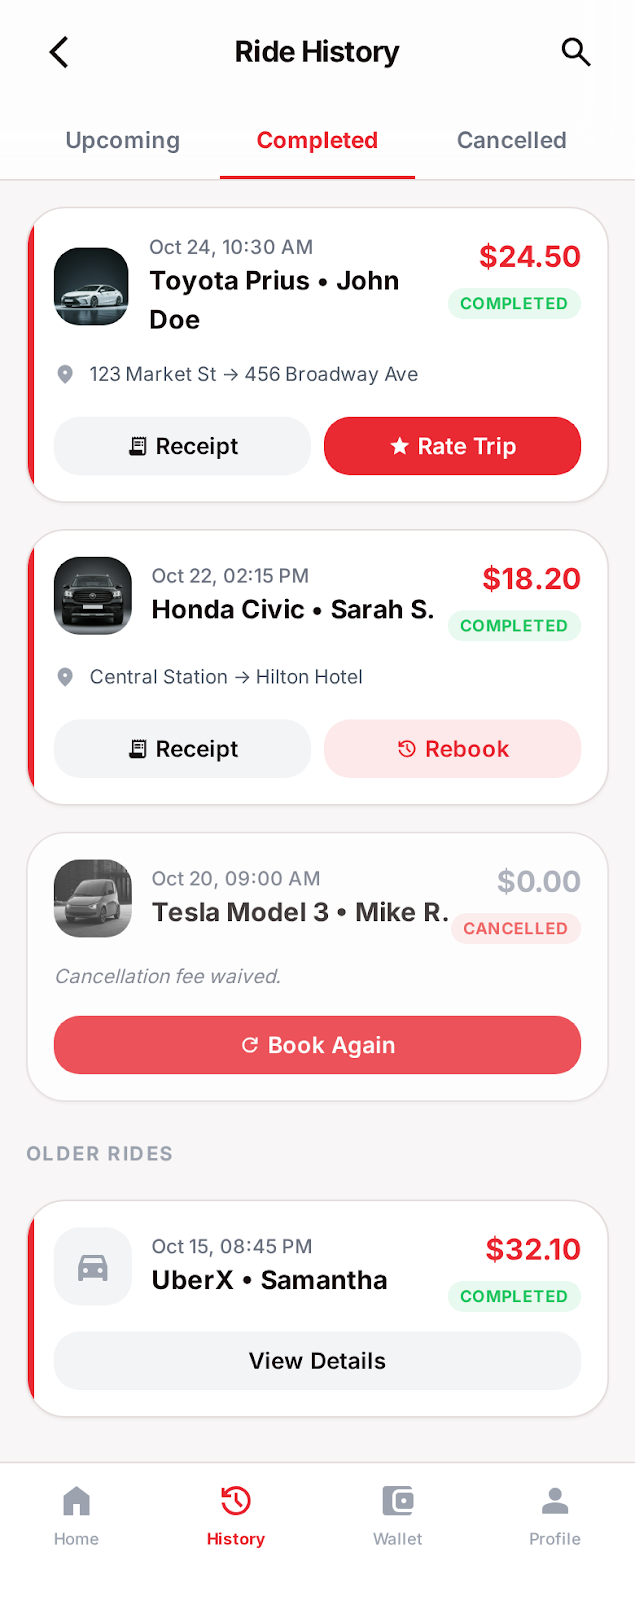 Ride History
Upcoming
Completed
Cancelled
Oct 24, 10:30 AM
$24.50
Toyota Prius • John
Doe
COMPLETED
123 Market St → 456 Broadway Ave
Receipt
Rate Trip
Oct 22, 02:15 PM
$18.20
Honda Civic • Sarah S.
COMPLETED
Central Station → Hilton Hotel
Receipt
Rebook
Oct 20, 09:00 AM
$0.00
Tesla Model 3 • Mike R.
CANCELLED
Cancellation fee waived.
Book Again
OLDER RIDES
Oct 15, 08:45 PM
$32.10
UberX • Samantha
COMPLETED
View Details
Home
History
Wallet
Profile